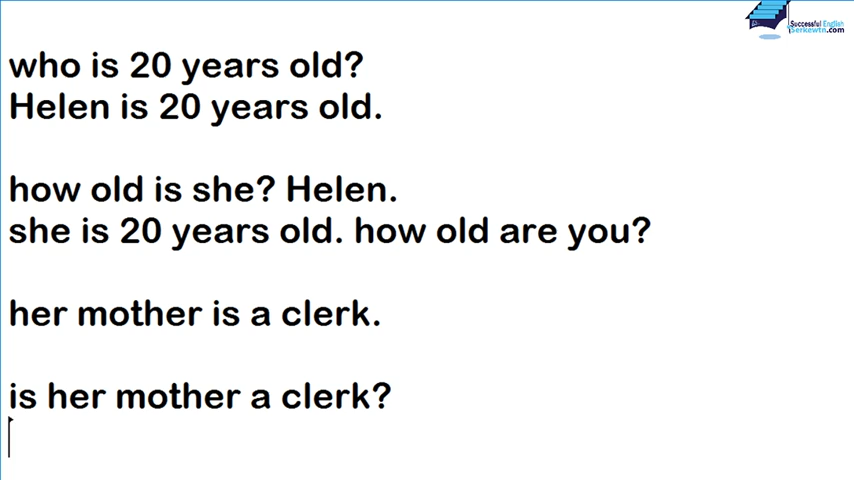 Successful English
Serkewtn.com
who is 20 years old?
Helen is 20 years old.
how old is she? Helen.
she is 20 years old. how old are you?
her mother is a clerk.
is her mother a clerk?